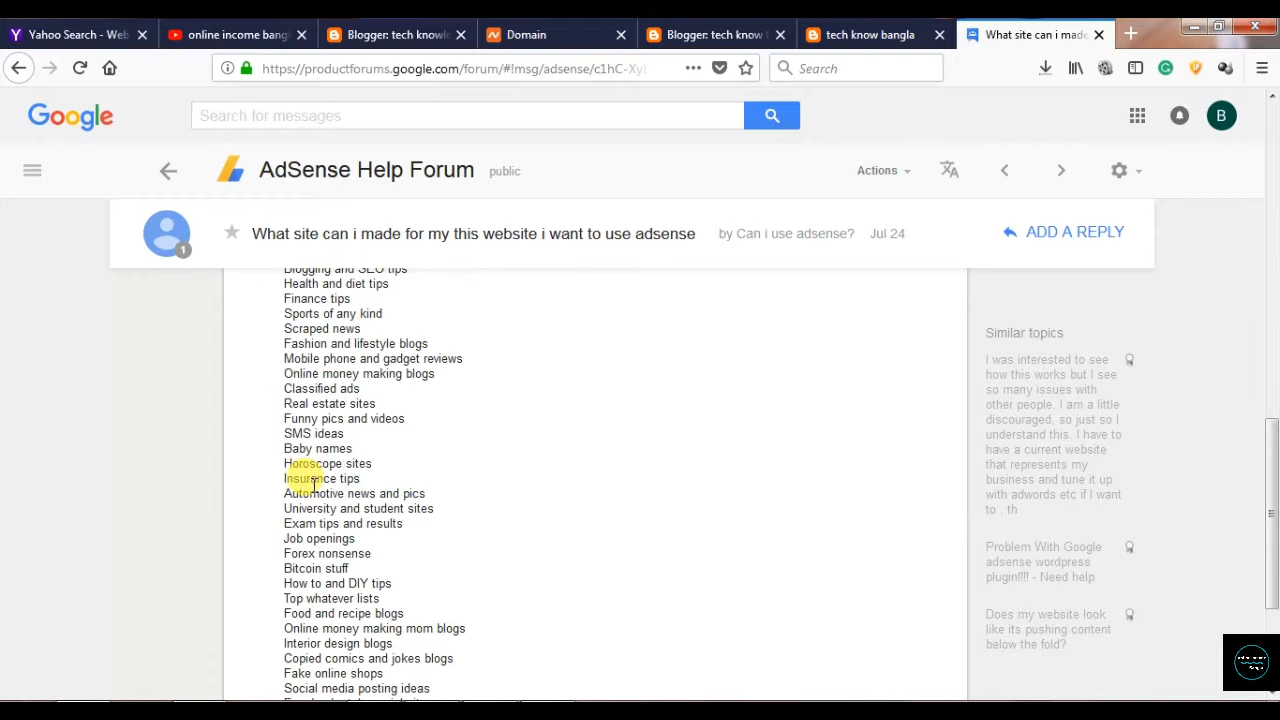 Yahoo Search - Web
online income bangl
Blogger: tech knowle
Domain
Blogger: tech know b
tech know bangla
What site can i made
https://productforums.google.com/forum/#!msg/adsense/c1hC-Xyl
Search
Google
Search for messages
B
AdSense Help Forum public
Actions
1
What site can i made for my this website i want to use adsense
by Can i use adsense? Jul 24
ADD A REPLY
Blogging and SEO tips
Health and diet tips
Finance tips
Sports of any kind
Scraped news
Fashion and lifestyle blogs
Mobile phone and gadget reviews
Online money making blogs
Classified ads
Real estate sites
Funny pics and videos
SMS ideas
Baby names
Horoscope sites
Insurance tips
Automotive news and pics
University and student sites
Exam tips and results
Job openings
Forex nonsense
Bitcoin stuff
How to and DIY tips
Top whatever lists
Food and recipe blogs
Online money making mom blogs
Interior design blogs
Copied comics and jokes blogs
Fake online shops
Social media posting ideas
Similar topics
I was interested to see
how this works but I see
so many issues with
other people. I am a little
discouraged, so just so I
understand this. I have to
have a current website
that represents my
business and tune it up
with adwords etc if I want
to , th
Problem With Google
adsense wordpress
plugin!!!! - Need help
Does my website look
like its pushing content
below the fold?